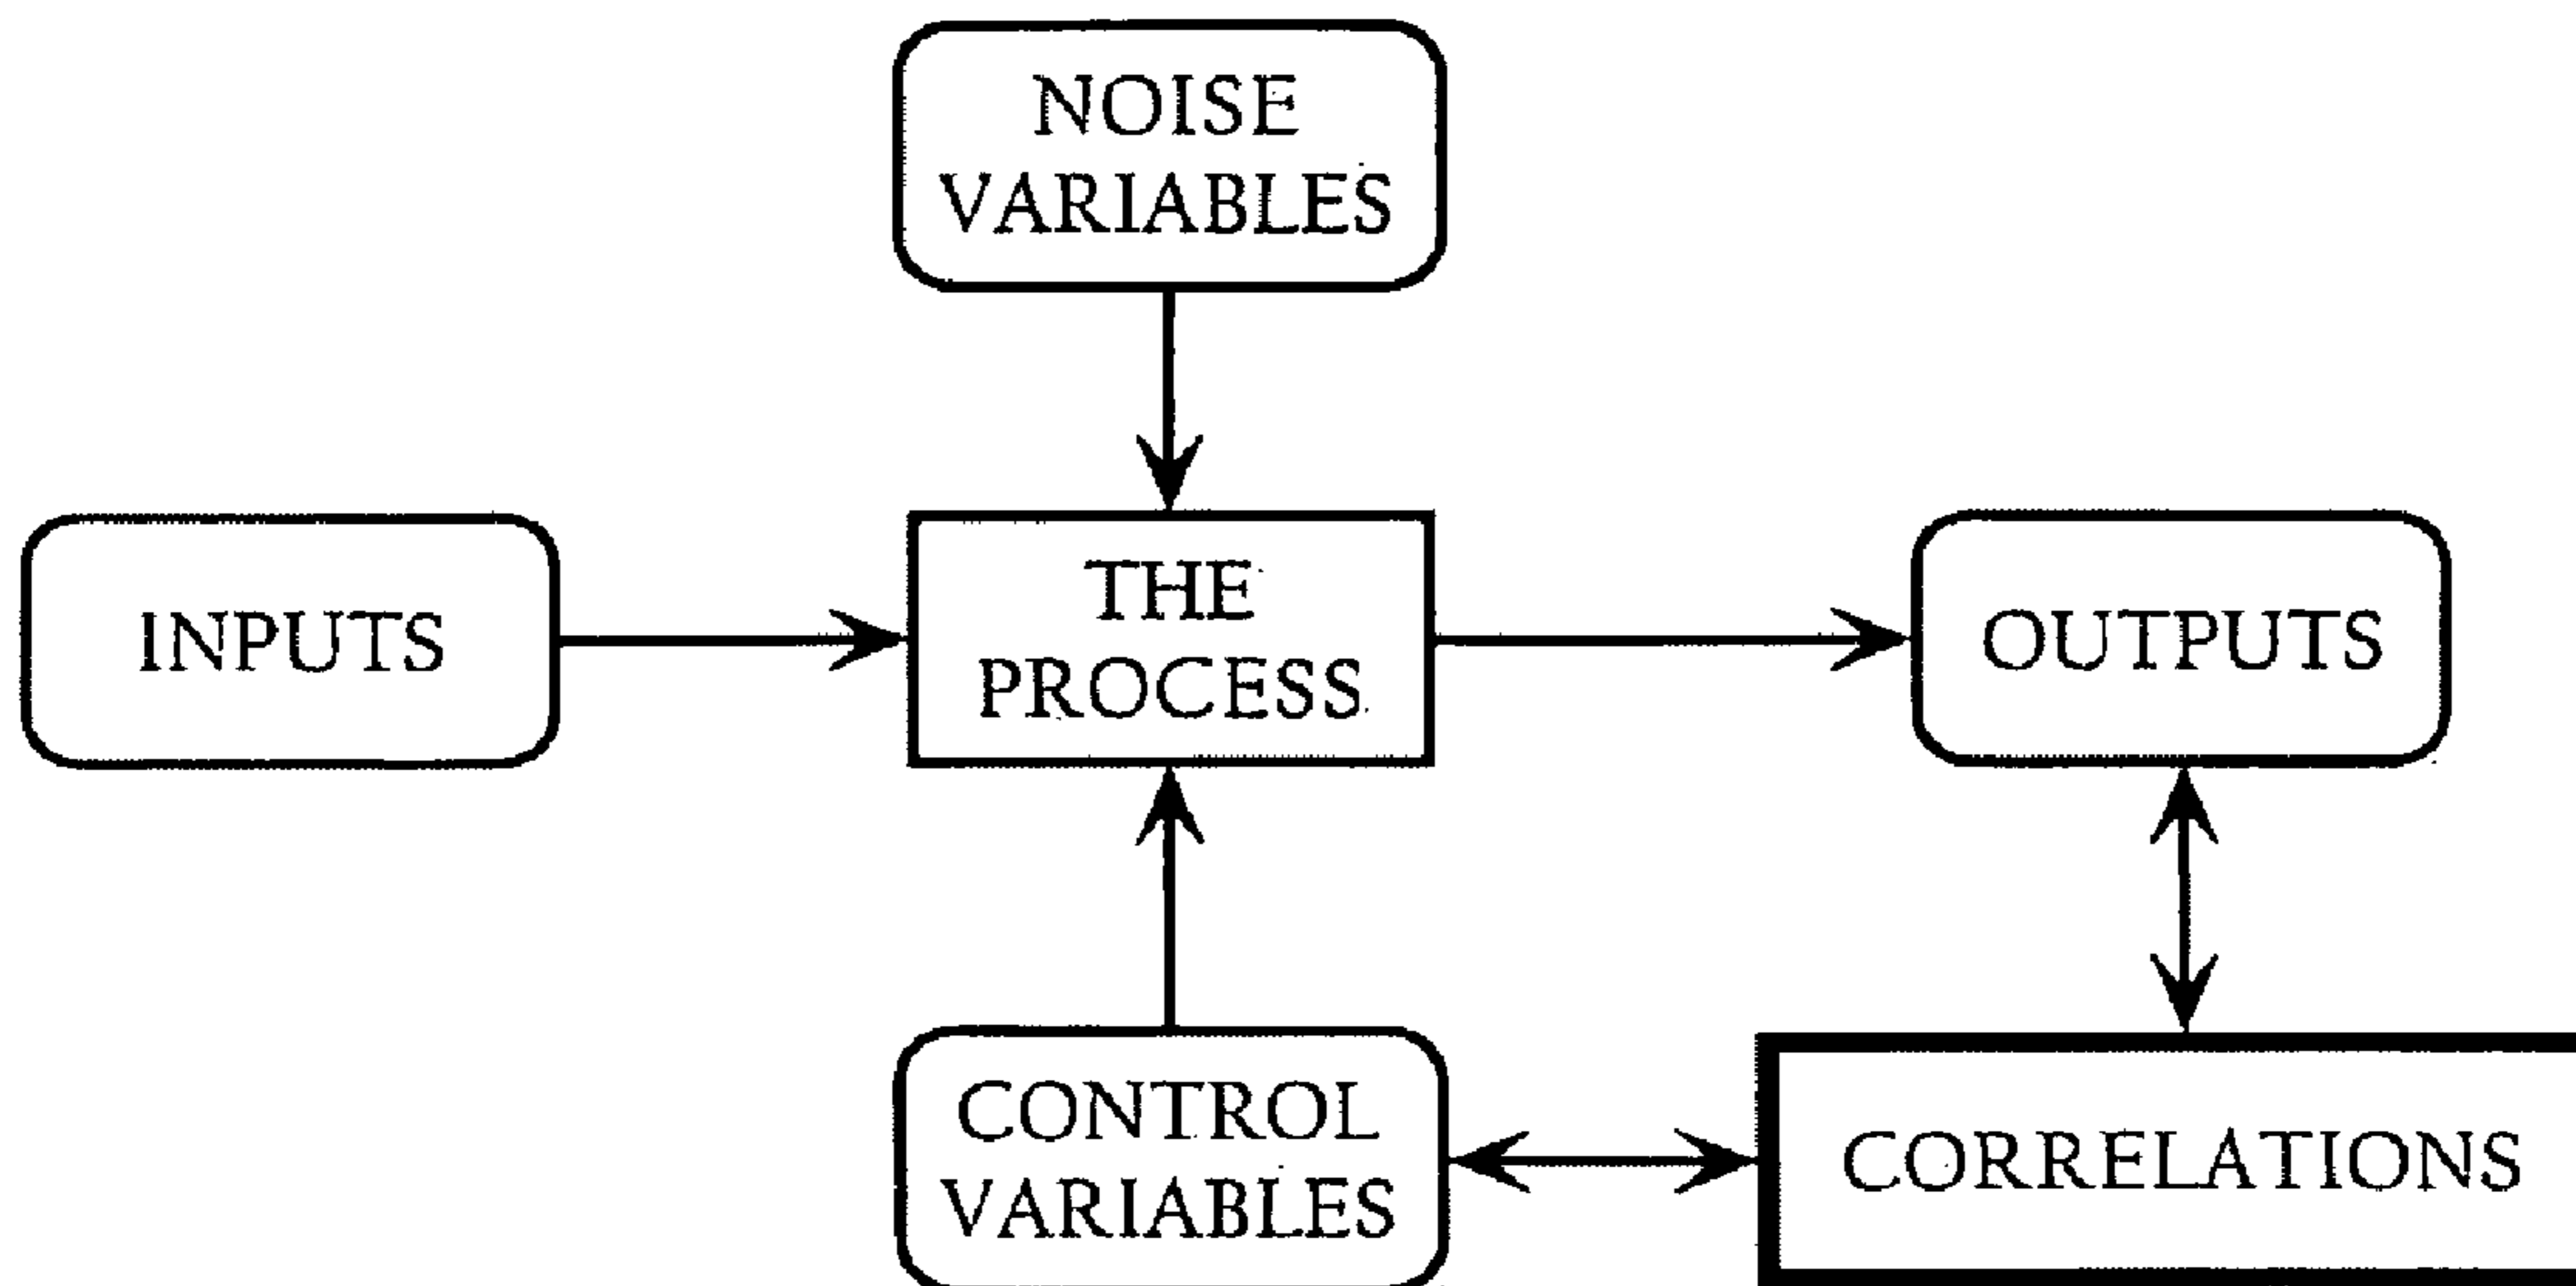 NOISE
VARIABLES
INPUTS
THE
PROCESS
OUTPUTS
CONTROL
VARIABLES
CORRELATIONS